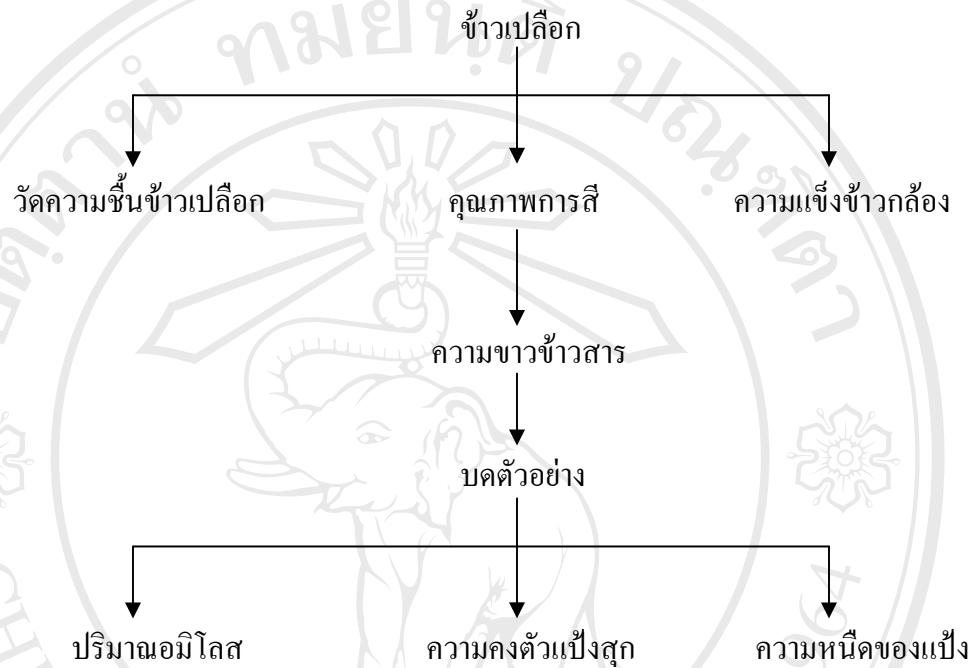 ข้าวเปลือก
วัดความชื้นข้าวเปลือก คุณภาพการสี ความแข็งข้าวกล้อง
ความขาวข้าวสาร
บดตัวอย่าง
ปริมาณอมิโลส ความคงตัวแป้งสุก ความหนืดของแป้ง